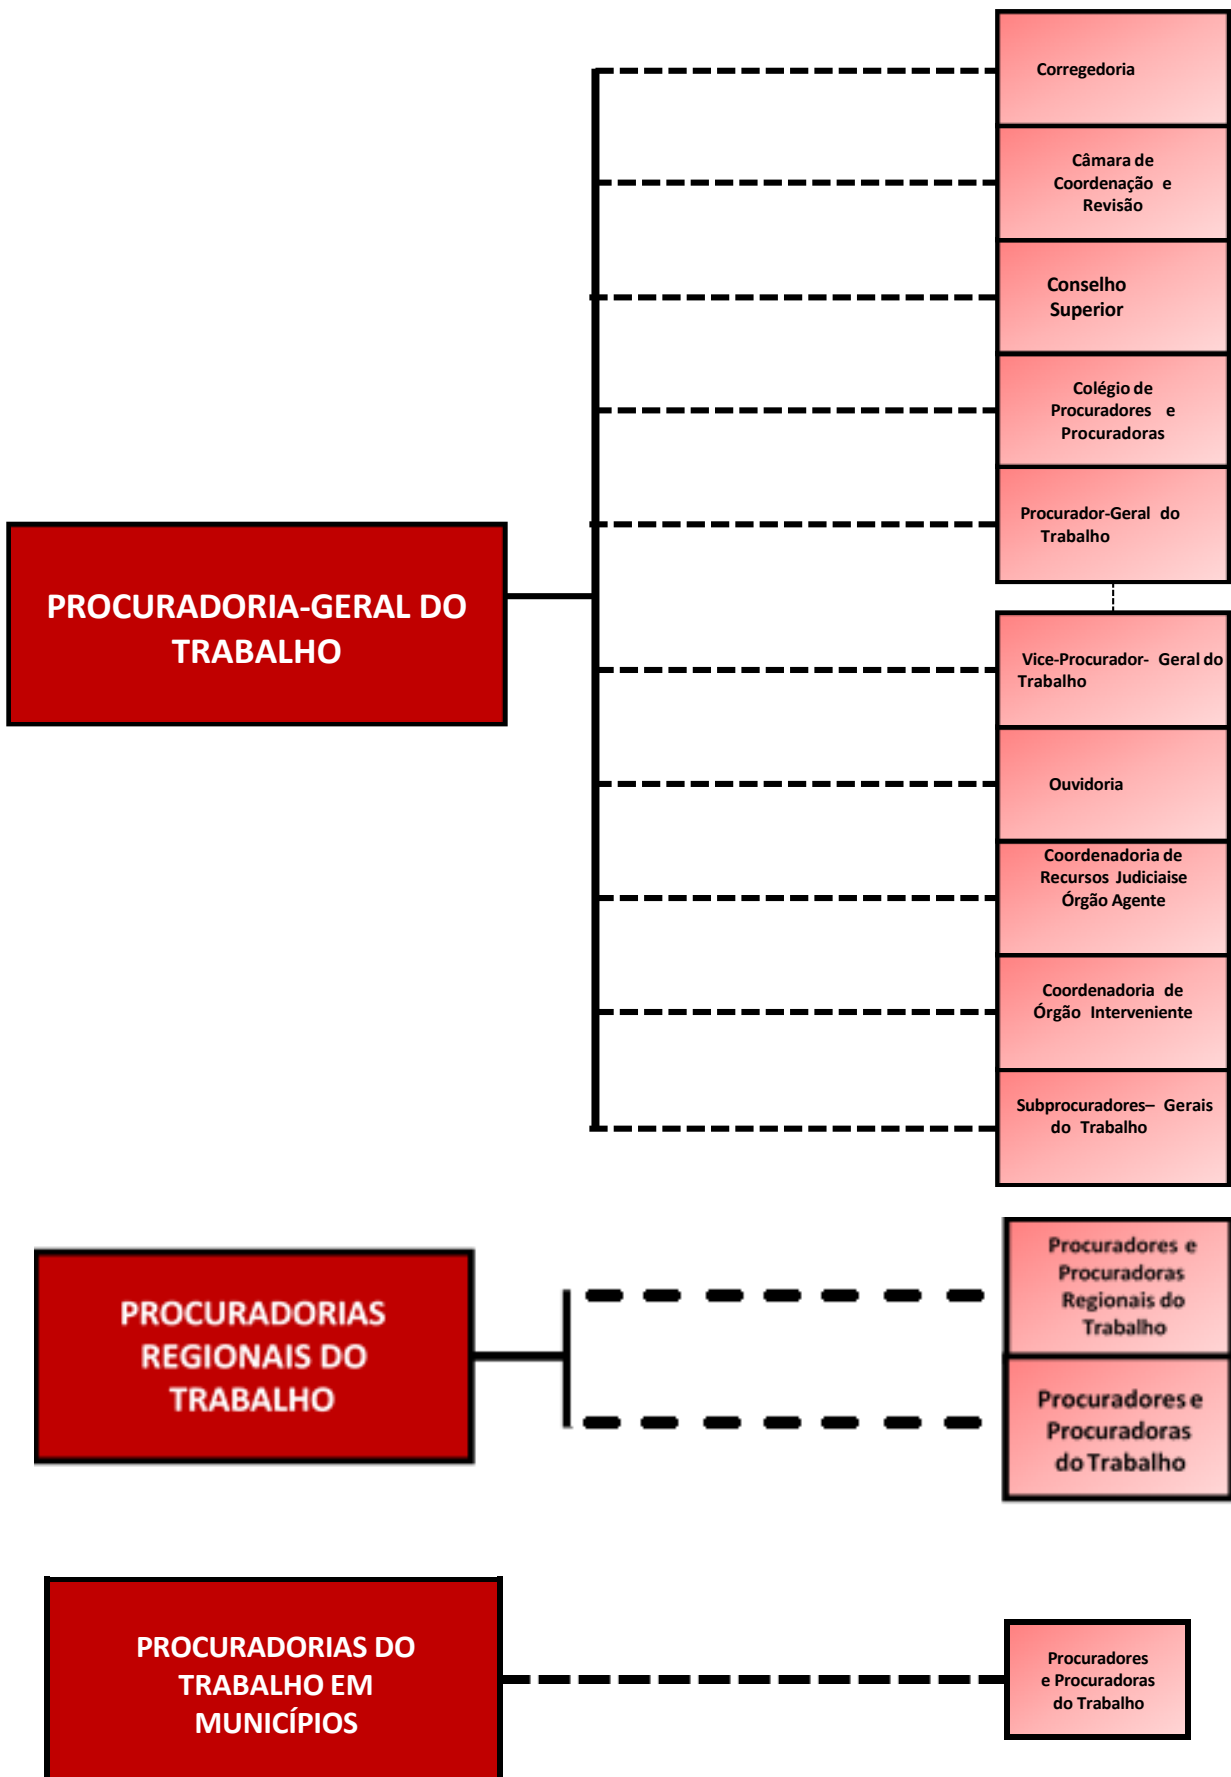 Corregedoria
Câmara de
Coordenação e
Revisão
Conselho
Superior
Colégio de
Procuradores e
Procuradoras
Procurador-Geral do
Trabalho
PROCURADORIA-GERAL DO
TRABALHO
Vice-Procurador- Geral do
Trabalho
Ouvidoria
Coordenadoria de
Recursos Judiciaise
Órgão Agente
Coordenadoria de
Órgão Interveniente
Subprocuradores– Gerais
do Trabalho
PROCURADORIAS
REGIONAIS DO
TRABALHO
Procuradores e
Procuradoras
Regionais do
Trabalho
Procuradores e
Procuradoras
do Trabalho
PROCURADORIAS DO
TRABALHO EM
MUNICÍPIOS
Procuradores
e Procuradoras
do Trabalho